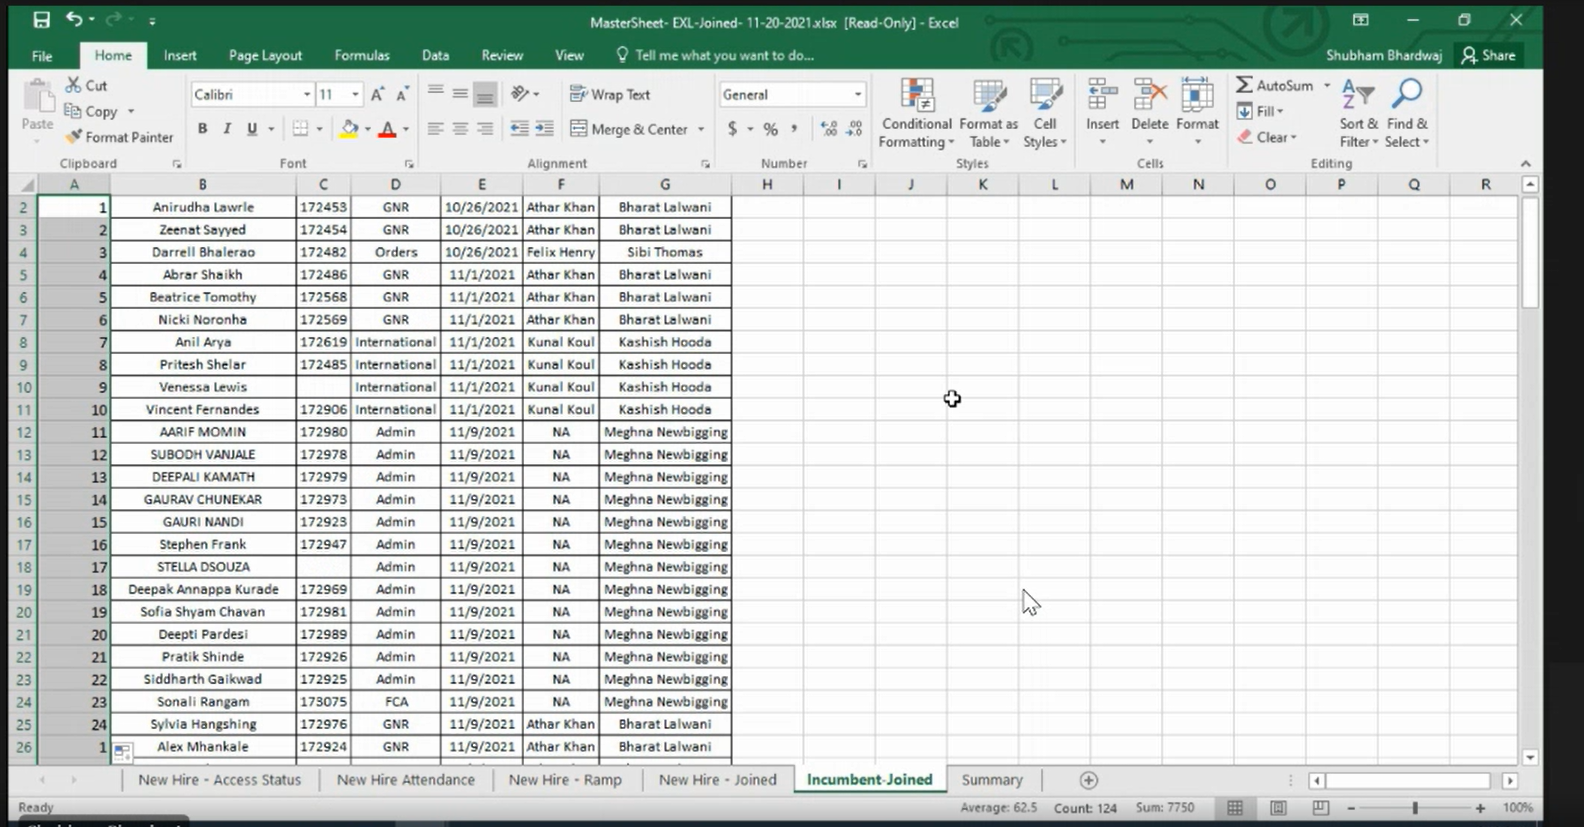 MasterSheet- EXL-Joined- 11-20-2021.xlsx [Read-Only] - Excel
File Home Insert Page Layout Formulas Data Review View Tell me what you want to do... Shubham Bhardwaj Share
Paste Cut Copy Format Painter Clipboard
Calibri 11 A A B I U A Font
Wrap Text Merge & Center Alignment
General $ % , Number
Conditional Formatting Format as Table Cell Styles Styles
Insert Delete Format Cells
AutoSum Fill Clear Sort & Filter Find & Select Editing
A B C D E F G H I J K L M N O P Q R
2 1 Anirudha Lawrle 172453 GNR 10/26/2021 Athar Khan Bharat Lalwani
3 2 Zeenat Sayyed 172454 GNR 10/26/2021 Athar Khan Bharat Lalwani
4 3 Darrell Bhalerao 172482 Orders 10/26/2021 Felix Henry Sibi Thomas
5 4 Abrar Shaikh 172486 GNR 11/1/2021 Athar Khan Bharat Lalwani
6 5 Beatrice Tomothy 172568 GNR 11/1/2021 Athar Khan Bharat Lalwani
7 6 Nicki Noronha 172569 GNR 11/1/2021 Athar Khan Bharat Lalwani
8 7 Anil Arya 172619 International 11/1/2021 Kunal Koul Kashish Hooda
9 8 Pritesh Shelar 172485 International 11/1/2021 Kunal Koul Kashish Hooda
10 9 Venessa Lewis International 11/1/2021 Kunal Koul Kashish Hooda
11 10 Vincent Fernandes 172906 International 11/1/2021 Kunal Koul Kashish Hooda
12 11 AARIF MOMIN 172980 Admin 11/9/2021 NA Meghna Newbigging
13 12 SUBODH VANJALE 172978 Admin 11/9/2021 NA Meghna Newbigging
14 13 DEEPALI KAMATH 172979 Admin 11/9/2021 NA Meghna Newbigging
15 14 GAURAV CHUNEKAR 172973 Admin 11/9/2021 NA Meghna Newbigging
16 15 GAURI NANDI 172923 Admin 11/9/2021 NA Meghna Newbigging
17 16 Stephen Frank 172947 Admin 11/9/2021 NA Meghna Newbigging
18 17 STELLA DSOUZA Admin 11/9/2021 NA Meghna Newbigging
19 18 Deepak Annappa Kurade 172969 Admin 11/9/2021 NA Meghna Newbigging
20 19 Sofia Shyam Chavan 172981 Admin 11/9/2021 NA Meghna Newbigging
21 20 Deepti Pardesi 172989 Admin 11/9/2021 NA Meghna Newbigging
22 21 Pratik Shinde 172926 Admin 11/9/2021 NA Meghna Newbigging
23 22 Siddharth Gaikwad 172925 Admin 11/9/2021 NA Meghna Newbigging
24 23 Sonali Rangam 173075 FCA 11/9/2021 NA Meghna Newbigging
25 24 Sylvia Hangshing 172976 GNR 11/9/2021 Athar Khan Bharat Lalwani
26 1 Alex Mhankale 172924 GNR 11/9/2021 Athar Khan Bharat Lalwani
New Hire - Access Status New Hire Attendance New Hire - Ramp New Hire - Joined Incumbent-Joined Summary
Ready Average: 62.5 Count: 124 Sum: 7750 100%